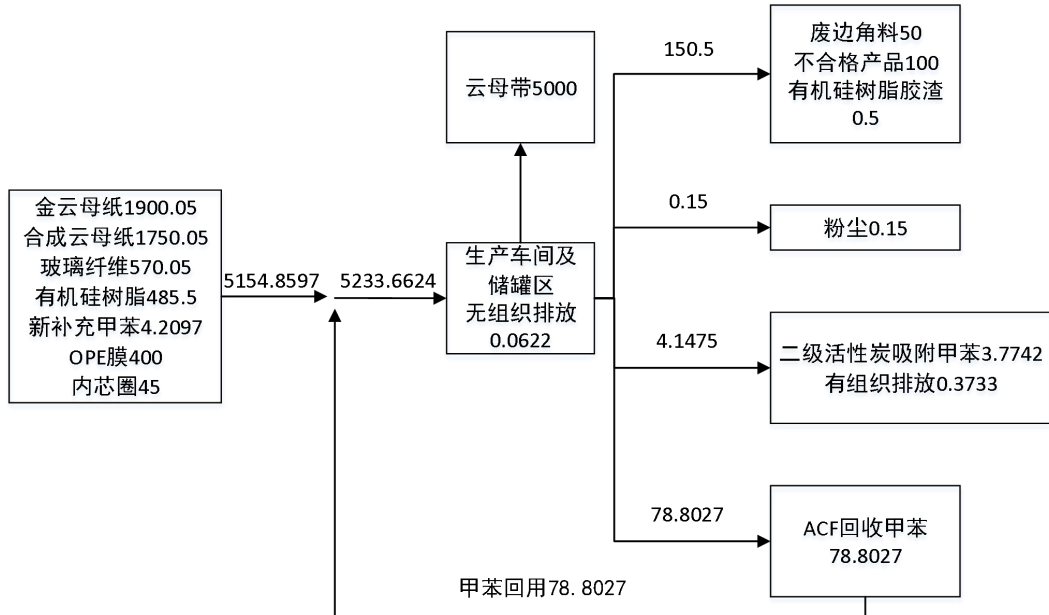 金云母纸1900.05
合成云母纸1750.05
玻璃纤维570.05
有机硅树脂485.5
新补充甲苯4.2097
OPE膜400
内芯圈45
5154.8597
5233.6624
云母带5000
生产车间及
储罐区
无组织排放
0.0622
150.5
废边角料50
不合格产品100
有机硅树脂胶渣
0.5
0.15
粉尘0.15
4.1475
二级活性炭吸附甲苯3.7742
有组织排放0.3733
78.8027
ACF回收甲苯
78.8027
甲苯回用78. 8027